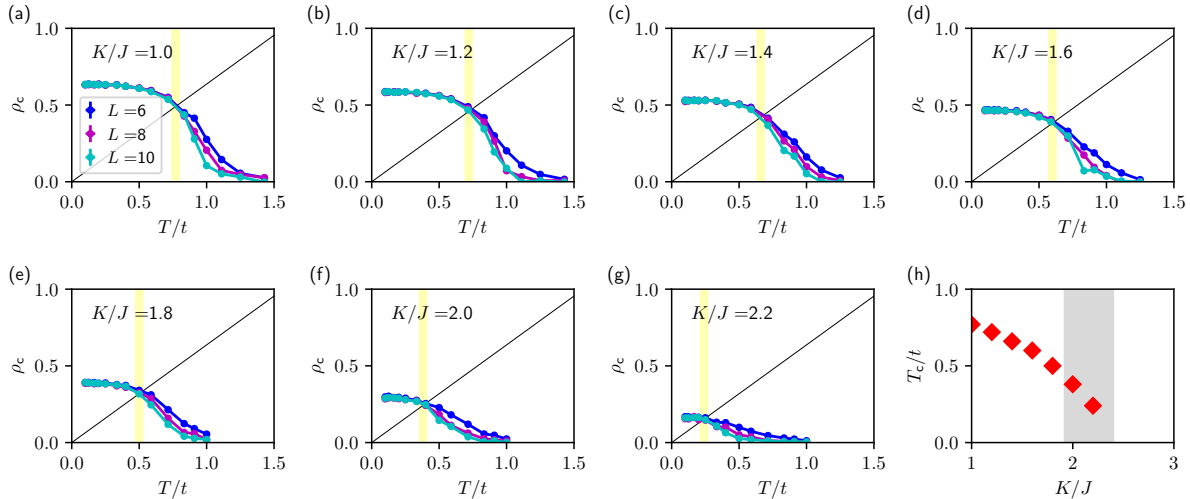 (a)
1.0
0.5
0.0
ρc
K/J =1.0
L =6
L =8
L =10
0.0 0.5 1.0 1.5
T/t
(b)
1.0
0.5
0.0
ρc
K/J =1.2
0.0 0.5 1.0 1.5
T/t
(c)
1.0
0.5
0.0
ρc
K/J =1.4
0.0 0.5 1.0 1.5
T/t
(d)
1.0
0.5
0.0
ρc
K/J =1.6
0.0 0.5 1.0 1.5
T/t
(e)
1.0
0.5
0.0
ρc
K/J =1.8
0.0 0.5 1.0 1.5
T/t
(f)
1.0
0.5
0.0
ρc
K/J =2.0
0.0 0.5 1.0 1.5
T/t
(g)
1.0
0.5
0.0
ρc
K/J =2.2
0.0 0.5 1.0 1.5
T/t
(h)
1.0
0.5
0.0
Tc/t
1 2 3
K/J